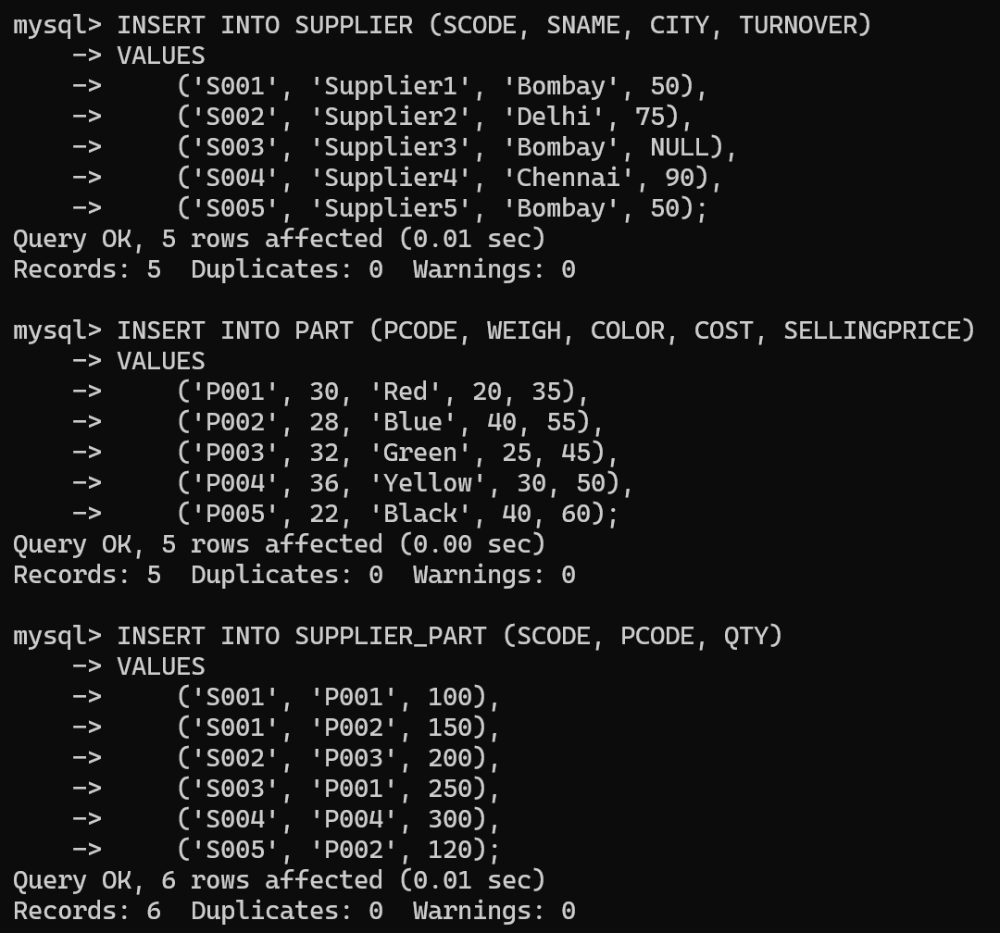 mysql> INSERT INTO SUPPLIER (SCODE, SNAME, CITY, TURNOVER)
    -> VALUES
    ->     ('S001', 'Supplier1', 'Bombay', 50),
    ->     ('S002', 'Supplier2', 'Delhi', 75),
    ->     ('S003', 'Supplier3', 'Bombay', NULL),
    ->     ('S004', 'Supplier4', 'Chennai', 90),
    ->     ('S005', 'Supplier5', 'Bombay', 50);
Query OK, 5 rows affected (0.01 sec)
Records: 5  Duplicates: 0  Warnings: 0

mysql> INSERT INTO PART (PCODE, WEIGH, COLOR, COST, SELLINGPRICE)
    -> VALUES
    ->     ('P001', 30, 'Red', 20, 35),
    ->     ('P002', 28, 'Blue', 40, 55),
    ->     ('P003', 32, 'Green', 25, 45),
    ->     ('P004', 36, 'Yellow', 30, 50),
    ->     ('P005', 22, 'Black', 40, 60);
Query OK, 5 rows affected (0.00 sec)
Records: 5  Duplicates: 0  Warnings: 0

mysql> INSERT INTO SUPPLIER_PART (SCODE, PCODE, QTY)
    -> VALUES
    ->     ('S001', 'P001', 100),
    ->     ('S001', 'P002', 150),
    ->     ('S002', 'P003', 200),
    ->     ('S003', 'P001', 250),
    ->     ('S004', 'P004', 300),
    ->     ('S005', 'P002', 120);
Query OK, 6 rows affected (0.01 sec)
Records: 6  Duplicates: 0  Warnings: 0